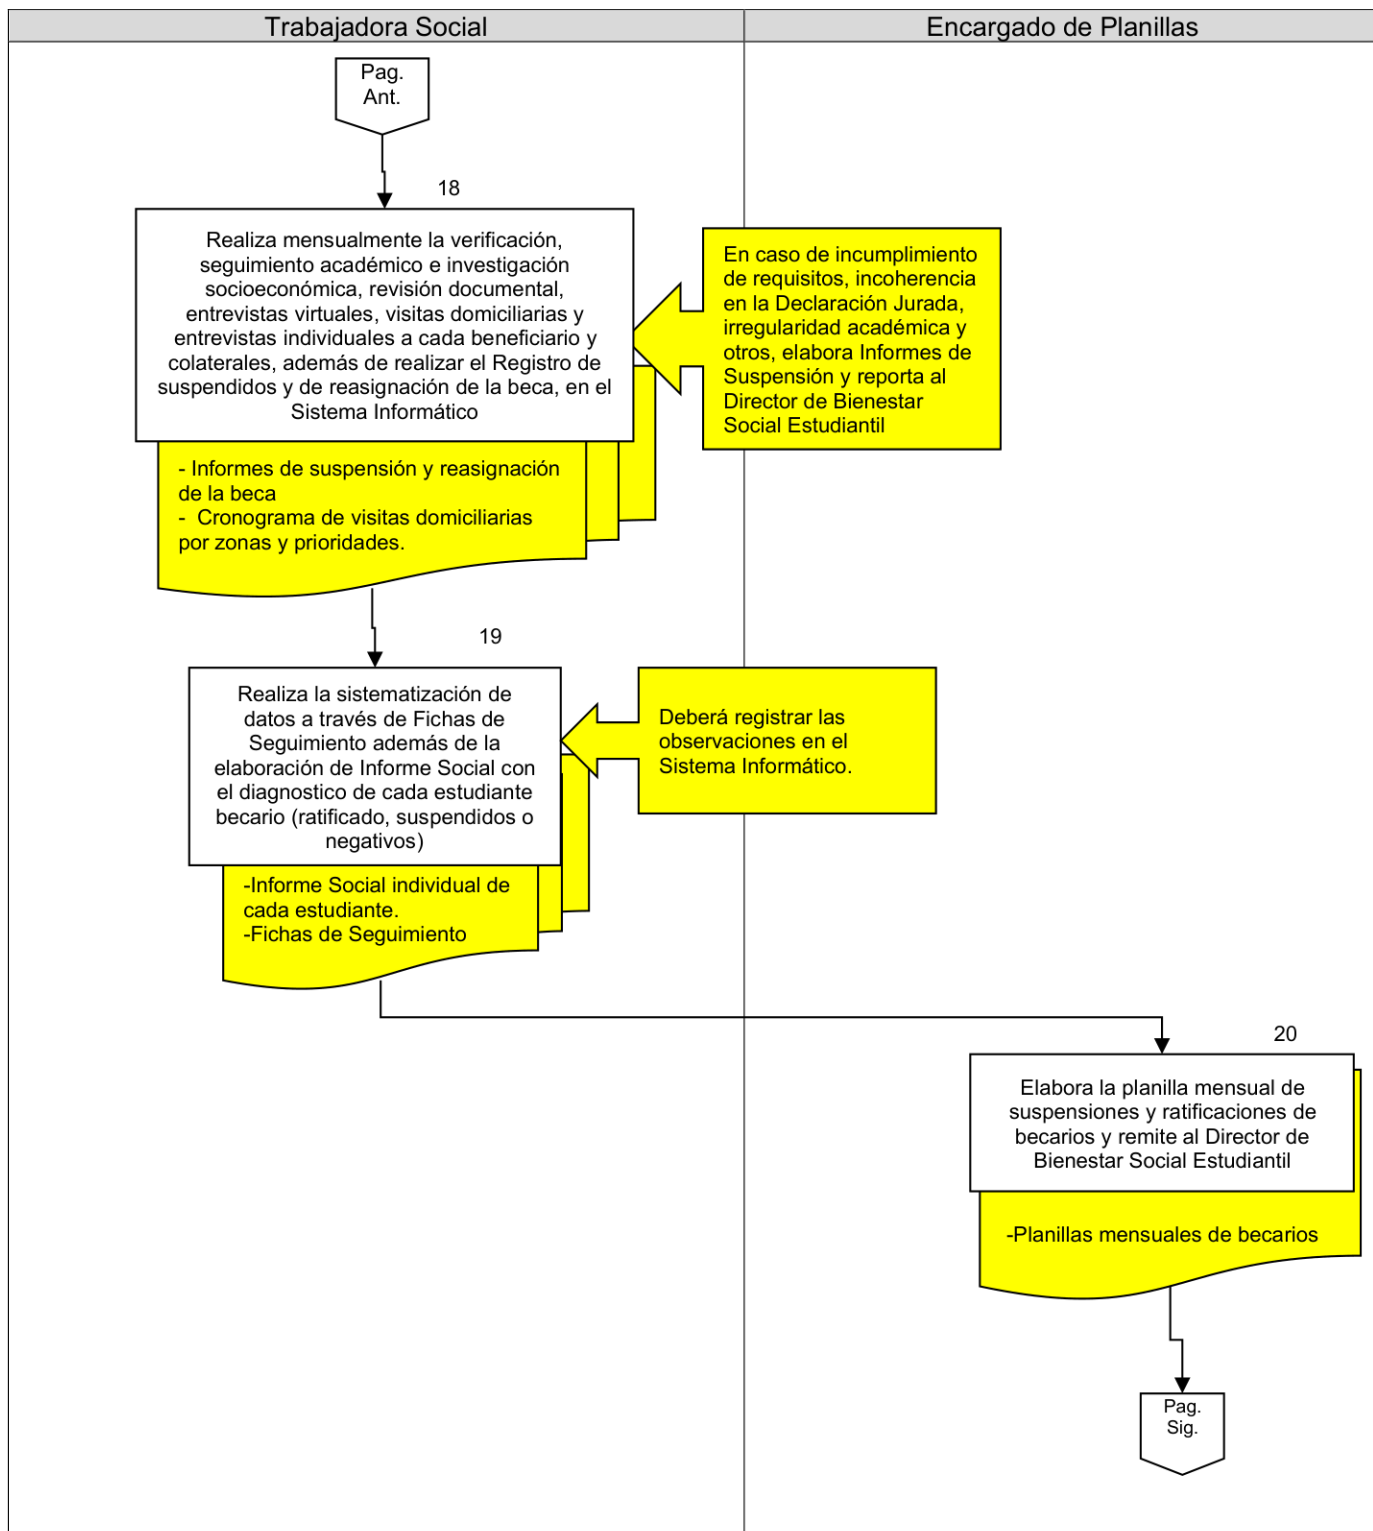 Trabajadora Social
Encargado de Planillas
Pag.
Ant.
18
Realiza mensualmente la verificación,
seguimiento académico e investigación
socioeconómica, revisión documental,
entrevistas virtuales, visitas domiciliarias y
entrevistas individuales a cada beneficiario y
colaterales, además de realizar el Registro de
suspendidos y de reasignación de la beca, en el
Sistema Informático
En caso de incumplimiento
de requisitos, incoherencia
en la Declaración Jurada,
irregularidad académica y
otros, elabora Informes de
Suspensión y reporta al
Director de Bienestar
Social Estudiantil
- Informes de suspensión y reasignación
de la beca
- Cronograma de visitas domiciliarias
por zonas y prioridades.
19
Realiza la sistematización de
datos a través de Fichas de
Seguimiento además de la
elaboración de Informe Social con
el diagnostico de cada estudiante
becario (ratificado, suspendidos o
negativos)
Deberá registrar las
observaciones en el
Sistema Informático.
-Informe Social individual de
cada estudiante.
-Fichas de Seguimiento
20
Elabora la planilla mensual de
suspensiones y ratificaciones de
becarios y remite al Director de
Bienestar Social Estudiantil
-Planillas mensuales de becarios
Pag.
Sig.